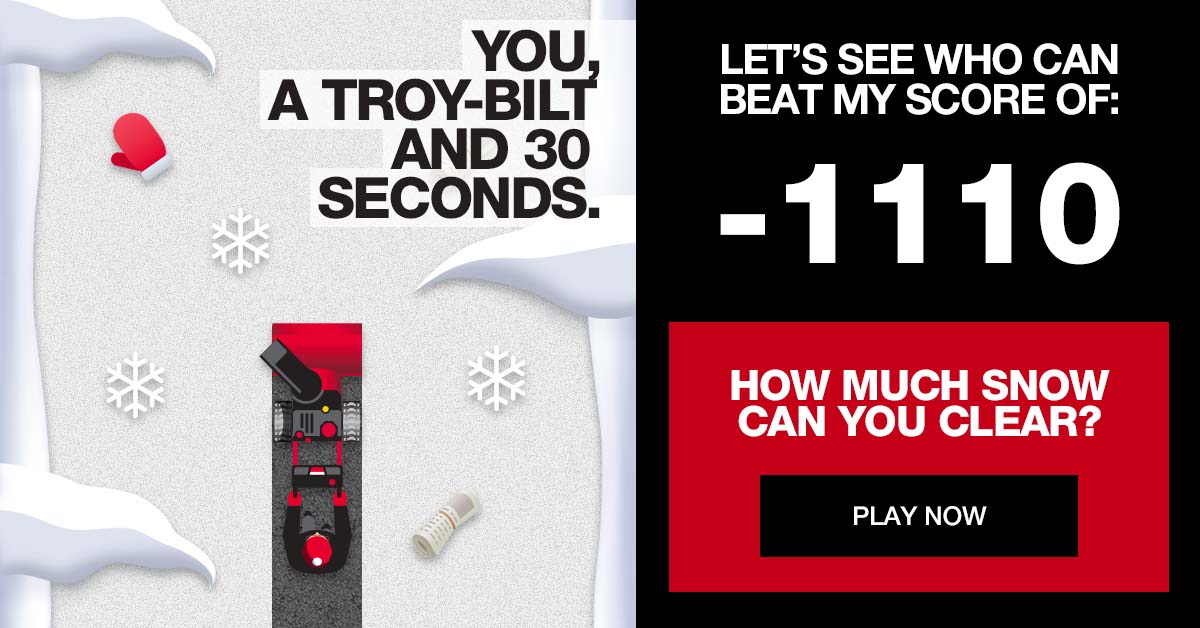 YOU,
A TROY-BILT
AND 30
SECONDS.
LET’S SEE WHO CAN
BEAT MY SCORE OF:
-1110
HOW MUCH SNOW
CAN YOU CLEAR?
PLAY NOW